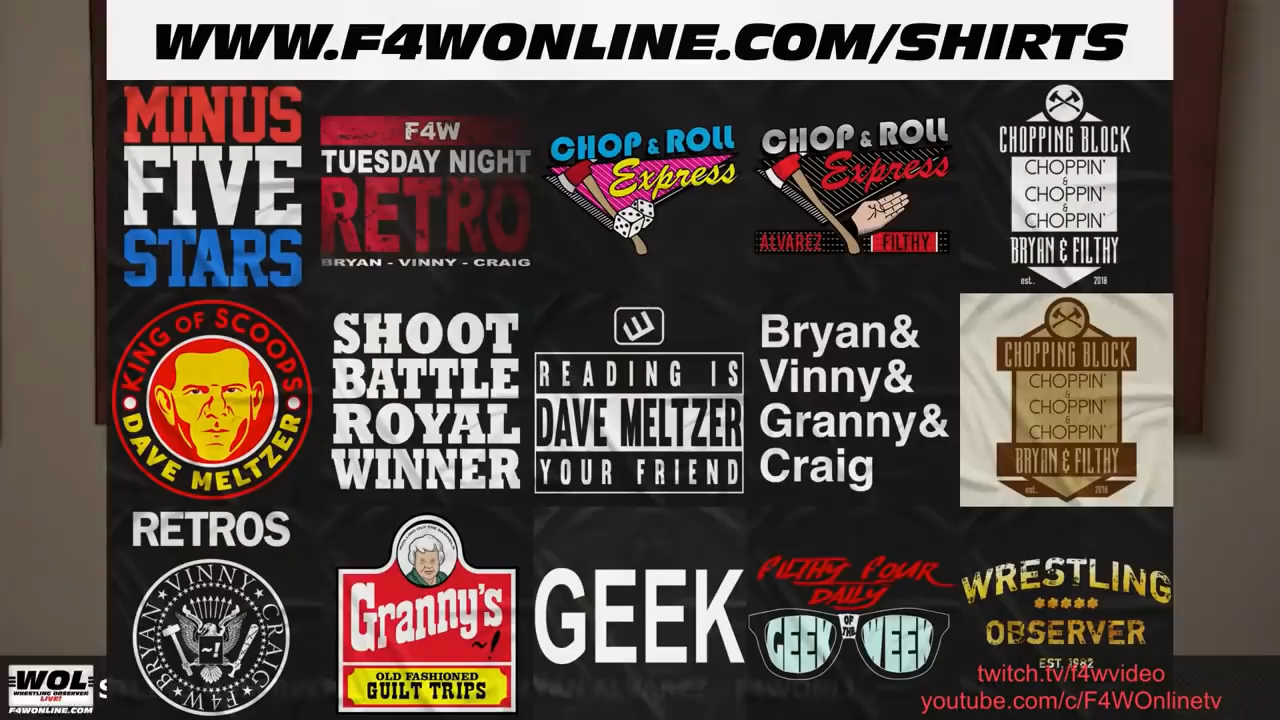 WWW.F4WONLINE.COM/SHIRTS
MINUS
FIVE
STARS
F4W
TUESDAY NIGHT
RETRO
BRYAN - VINNY - CRAIG
CHOP & ROLL
Express
CHOP & ROLL
Express
ALVAREZ FILTHY
CHOPPING BLOCK
CHOPPIN'
&
CHOPPIN'
&
CHOPPIN'
BRYAN & FILTHY
est. 2018
KING OF SCOOPS
DAVE MELTZER
SHOOT
BATTLE
ROYAL
WINNER
READING IS
DAVE MELTZER
YOUR FRIEND
Bryan&
Vinny&
Granny&
Craig
CHOPPING BLOCK
CHOPPIN'
&
CHOPPIN'
&
CHOPPIN'
BRYAN & FILTHY
est. 2018
RETROS
BRYAN VINNY CRAIG F4W
~!
Granny's
~!
OLD FASHIONED
GUILT TRIPS
GEEK
FILTHY FOUR
DAILY
GEEK OF THE WEEK
WRESTLING
OBSERVER
EST. 1982
WOL
WRESTLING OBSERVER
LIVE!
F4WONLINE.COM
S
twitch.tv/f4wvideo
youtube.com/c/F4WOnlinetv